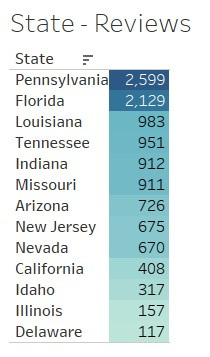 State - Reviews
State
Pennsylvania 2,599
Florida 2,129
Louisiana 983
Tennessee 951
Indiana 912
Missouri 911
Arizona 726
New Jersey 675
Nevada 670
California 408
Idaho 317
Illinois 157
Delaware 117